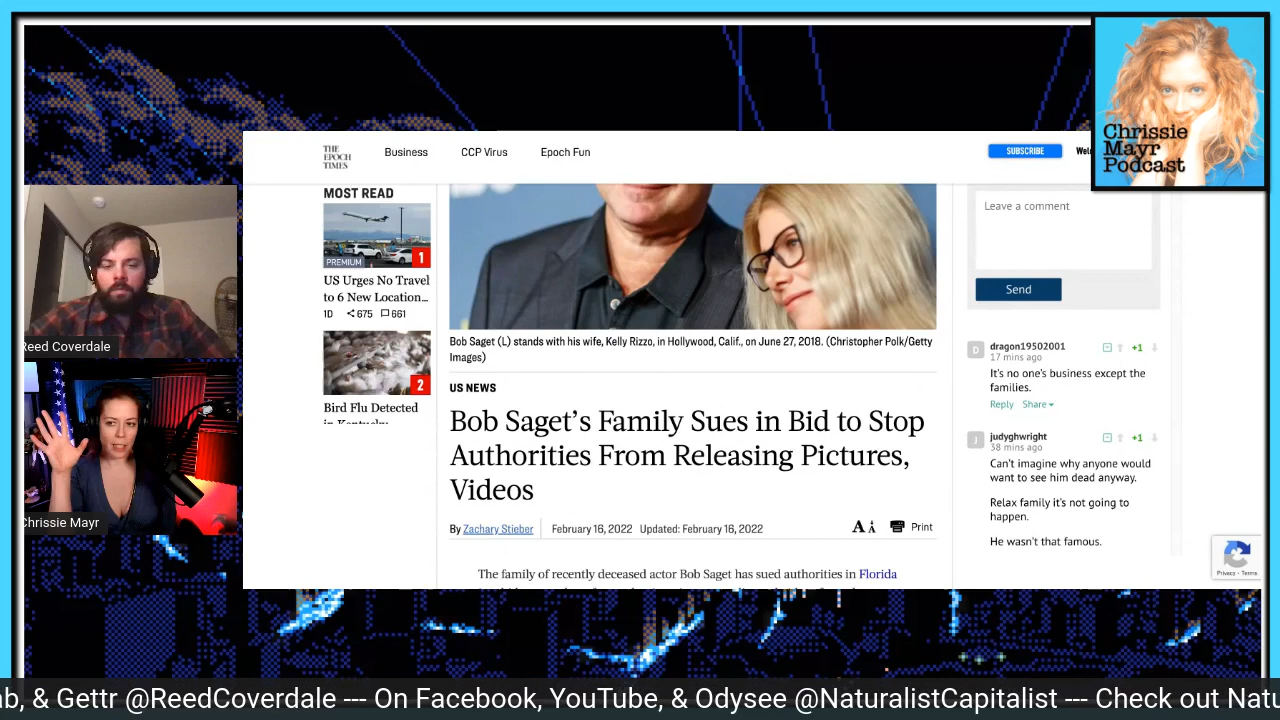 Chrissie
Mayr
Podcast
THE
EPOCH
TIMES
Business
CCP Virus
Epoch Fun
SUBSCRIBE
MOST READ
PREMIUM
1
US Urges No Travel
to 6 New Location...
1D
675
661
2
Bird Flu Detected
in Kentucky
Reed Coverdale
Chrissie Mayr
Bob Saget (L) stands with his wife, Kelly Rizzo, in Hollywood, Calif., on June 27, 2018. (Christopher Polk/Getty
Images)
US NEWS
Bob Saget’s Family Sues in Bid to Stop
Authorities From Releasing Pictures,
Videos
By Zachary Stieber
February 16, 2022 Updated: February 16, 2022
AA
Print
The family of recently deceased actor Bob Saget has sued authorities in Florida
Leave a comment
Send
D
dragon19502001
+1
17 mins ago
It’s no one’s business except the
families.
Reply Share
J
judyghwright
+1
38 mins ago
Can’t imagine why anyone would
want to see him dead anyway.
Relax family it’s not going to
happen.
He wasn’t that famous.
Privacy - Terms
& Gettr @ReedCoverdale --- On Facebook, YouTube, & Odysee @NaturalistCapitalist --- Check out